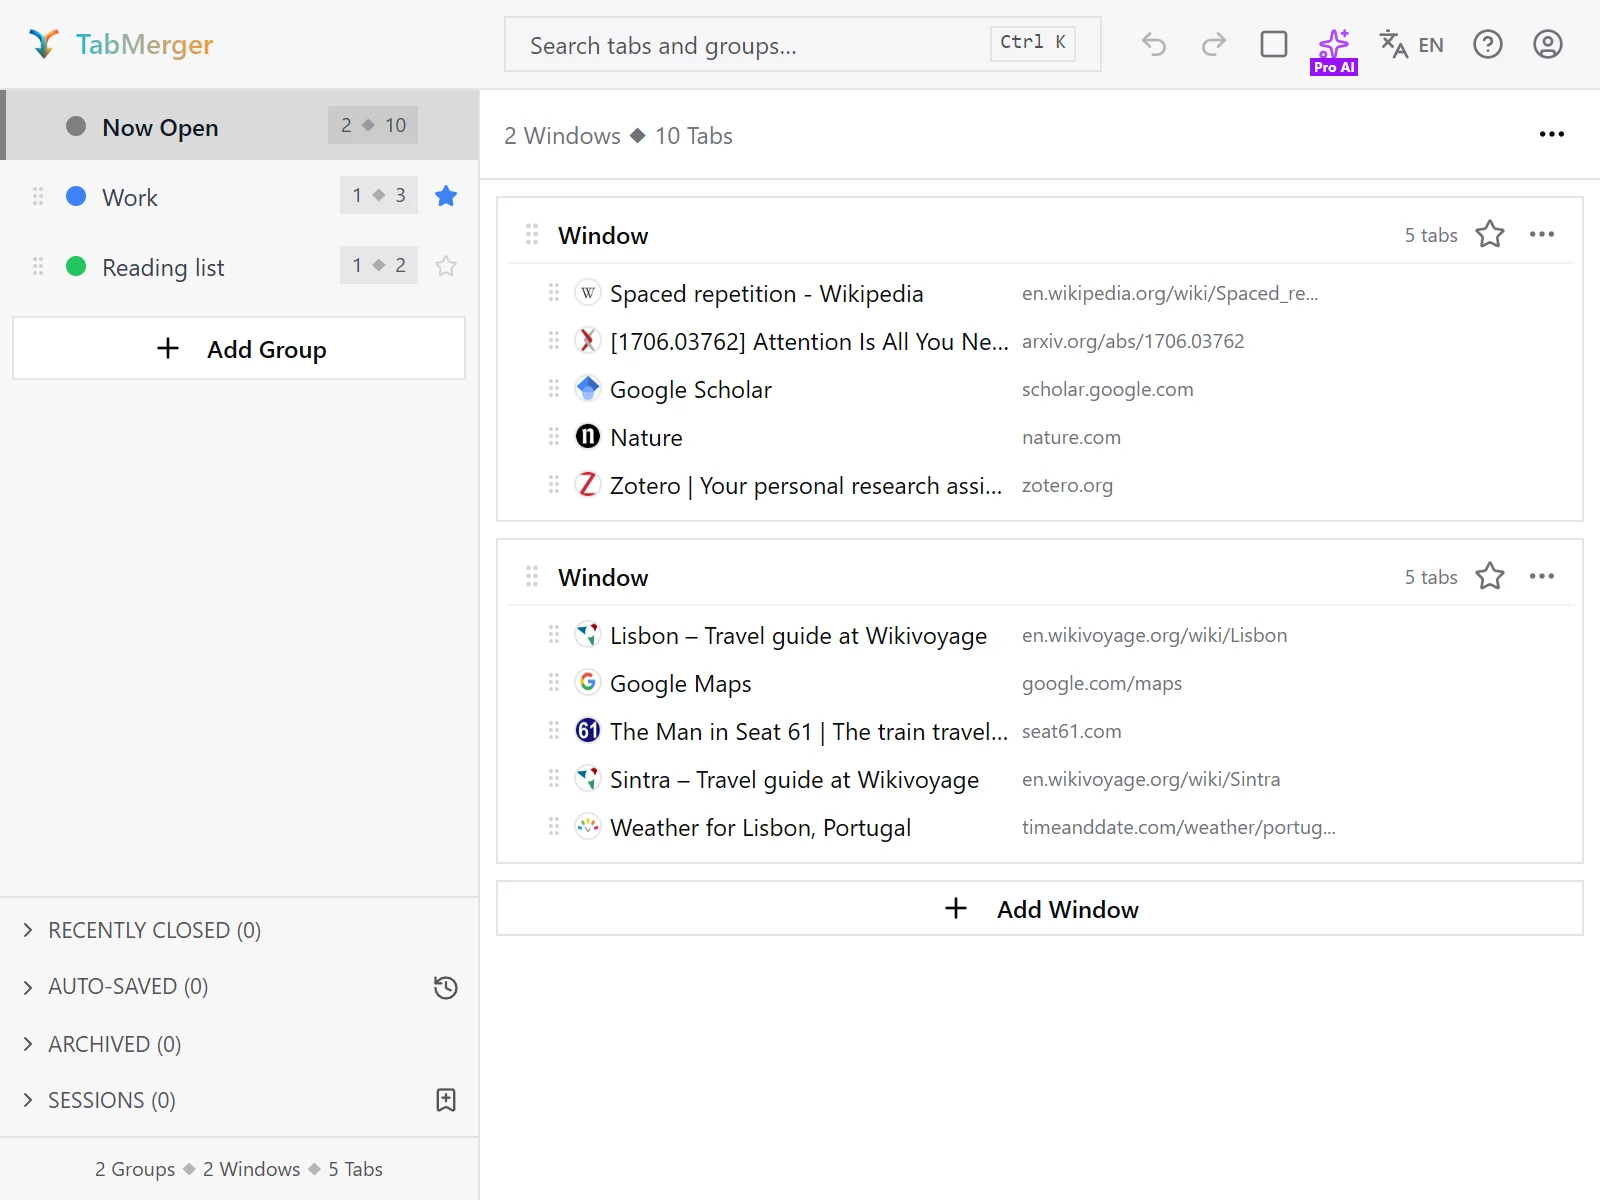 TabMerger
Search tabs and groups...
Ctrl K
Pro AI
EN
Now Open
2 ◆ 10
Work
1 ◆ 3
Reading list
1 ◆ 2
Add Group
RECENTLY CLOSED (0)
AUTO-SAVED (0)
ARCHIVED (0)
SESSIONS (0)
2 Groups ◆ 2 Windows ◆ 5 Tabs
2 Windows ◆ 10 Tabs
Window
5 tabs
W Spaced repetition - Wikipedia en.wikipedia.org/wiki/Spaced_re...
[1706.03762] Attention Is All You Ne... arxiv.org/abs/1706.03762
Google Scholar scholar.google.com
n Nature nature.com
Z Zotero | Your personal research assi... zotero.org
Window
5 tabs
Lisbon – Travel guide at Wikivoyage en.wikivoyage.org/wiki/Lisbon
G Google Maps google.com/maps
61 The Man in Seat 61 | The train travel... seat61.com
Sintra – Travel guide at Wikivoyage en.wikivoyage.org/wiki/Sintra
Weather for Lisbon, Portugal timeanddate.com/weather/portug...
Add Window